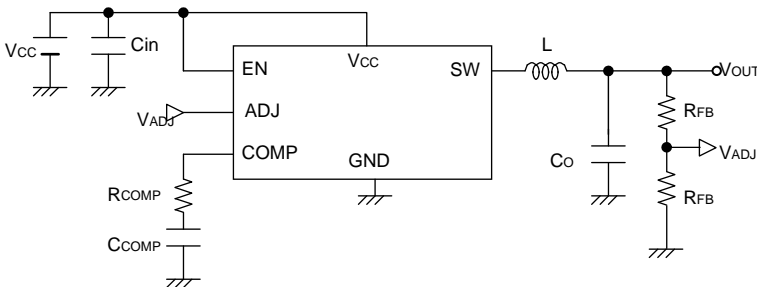 VCC
Cin
VCC
EN
SW
L
VOUT
VADJ
ADJ
RFB
COMP
GND
CO
VADJ
RCOMP
RFB
CCOMP